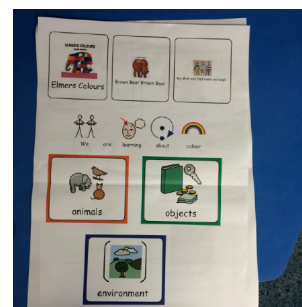 ELMER'S COLOURS
Elmers Colours
Brown Bear Brown Bear
We are learning about colour
animals
objects
environment